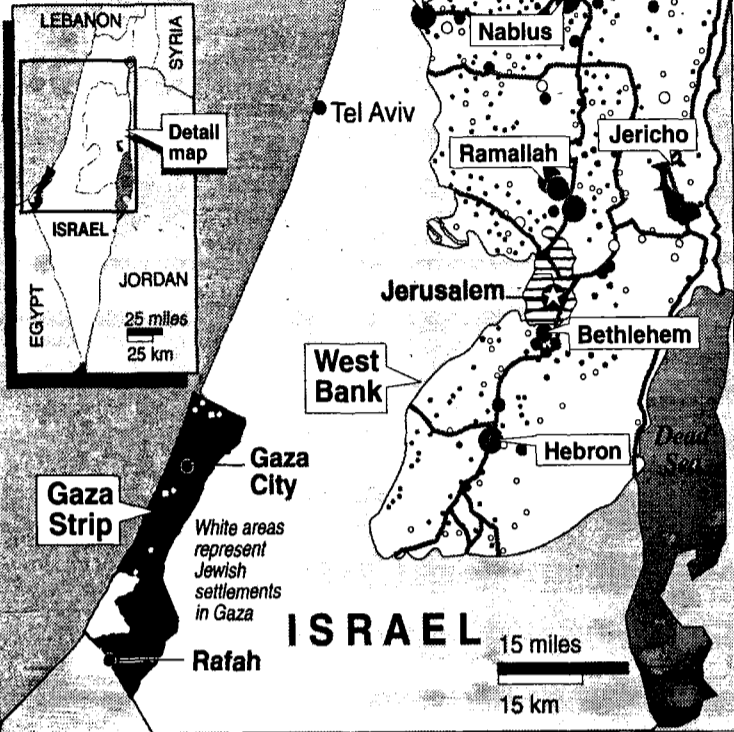 LEBANON
SYRIA
Detail
map
ISRAEL
JORDAN
EGYPT
25 miles
25 km
Nablus
Tel Aviv
Ramallah
Jericho
Jerusalem
Bethlehem
West
Bank
Hebron
Dead
Sea
Gaza
City
Gaza
Strip
White areas
represent
Jewish
settlements
in Gaza
ISRAEL
Rafah
15 miles
15 km